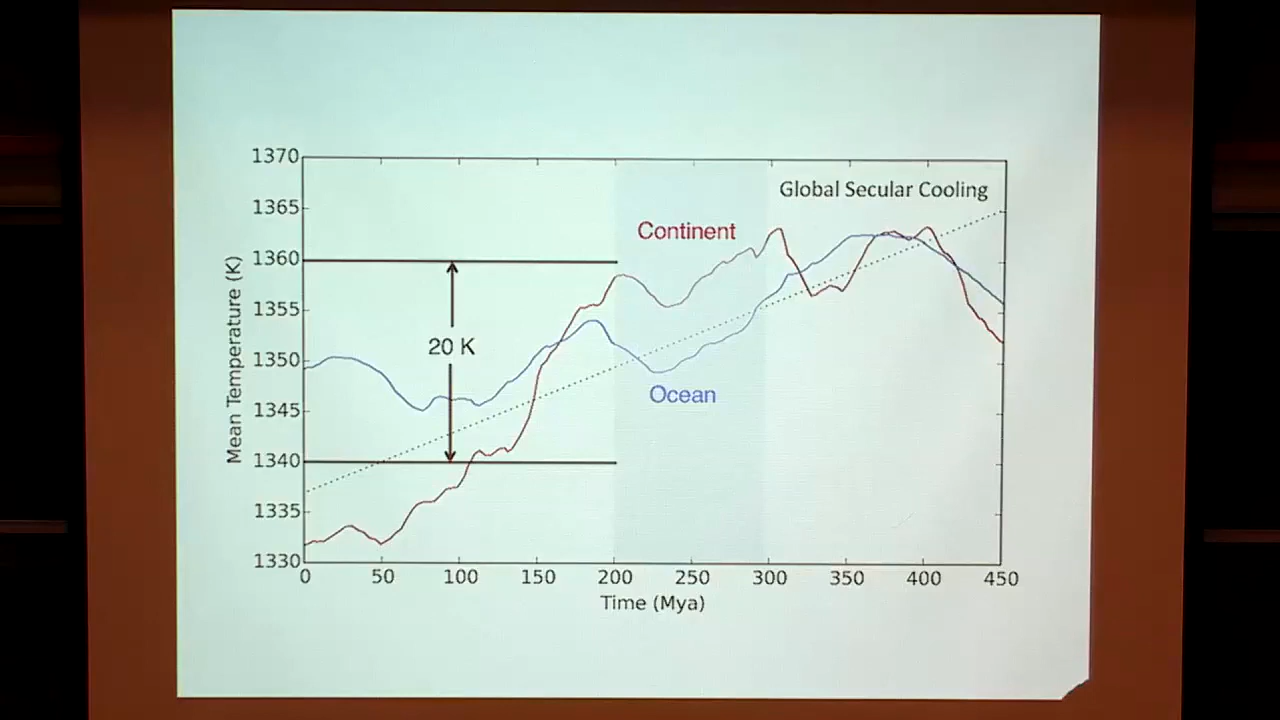 1370
Global Secular Cooling
1365
Continent
1360
1355
20 K
1350
Ocean
1345
1340
1335
1330
Mean Temperature (K)
0 50 100 150 200 250 300 350 400 450
Time (Mya)